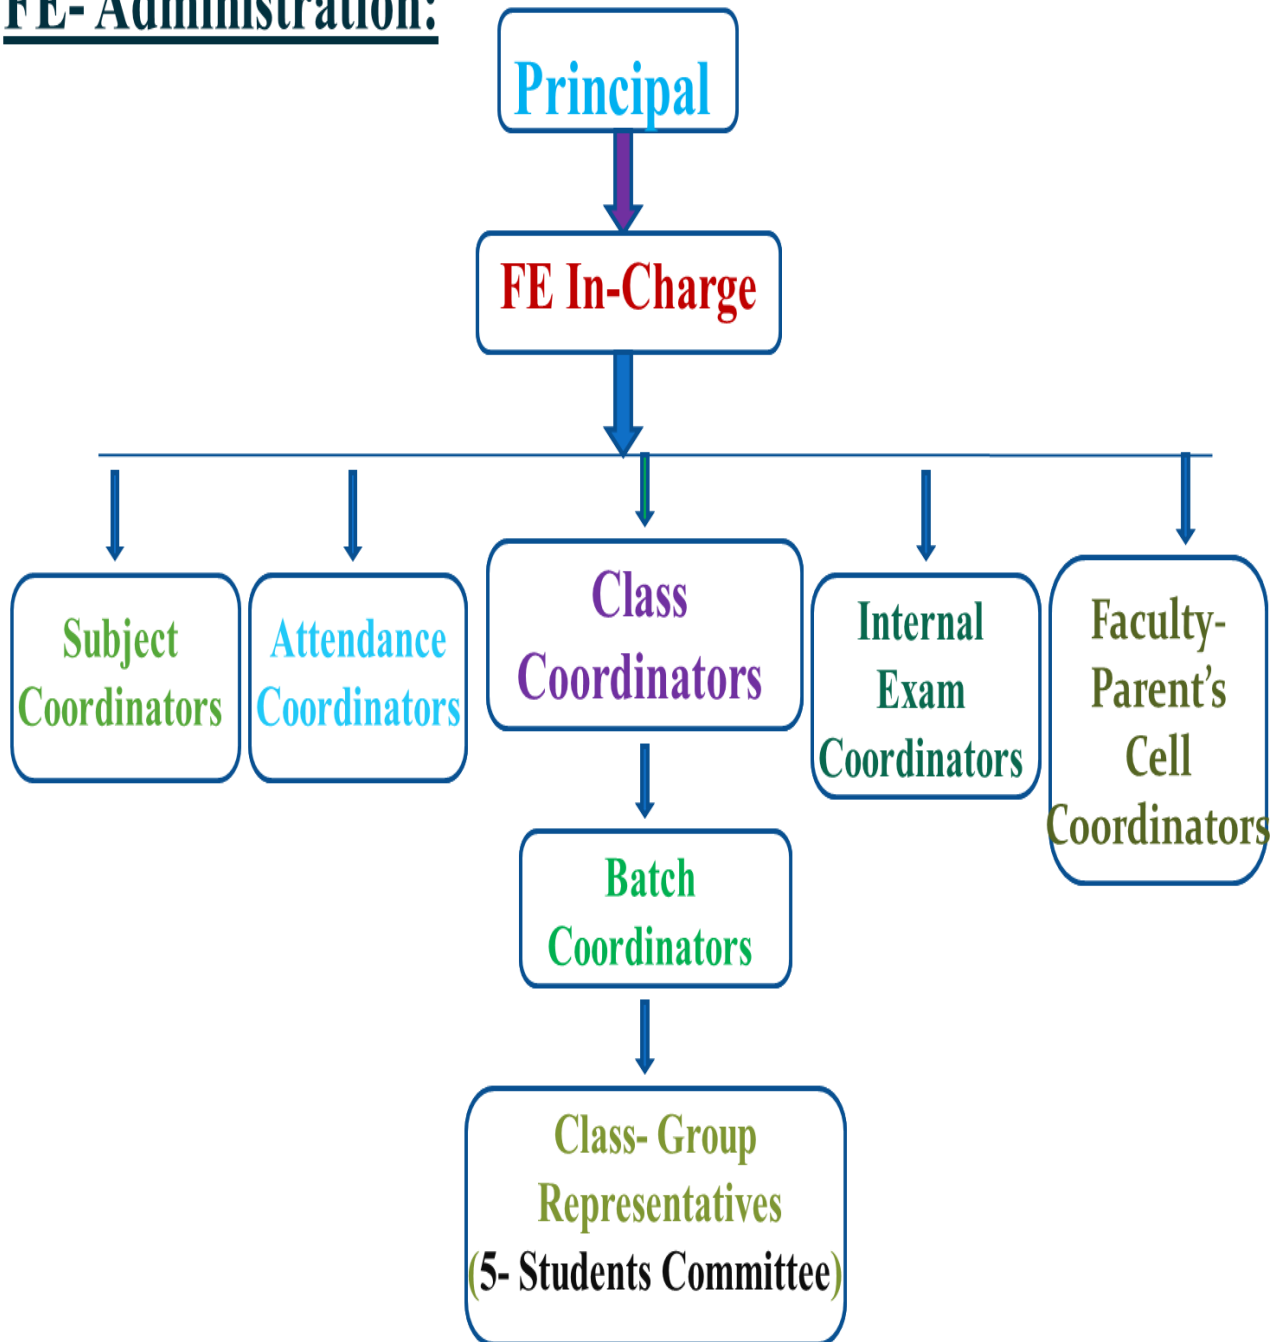 FE- Administration:
Principal
FE In-Charge
Subject
Coordinators
Attendance
Coordinators
Class
Coordinators
Internal
Exam
Coordinators
Faculty-
Parent’s
Cell
Coordinators
Batch
Coordinators
Class- Group
Representatives
(5- Students Committee)